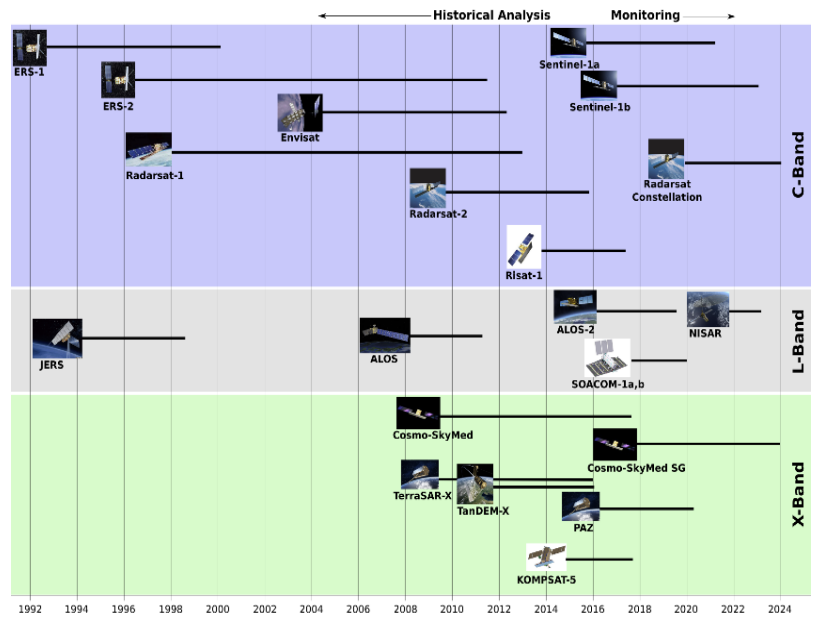 Historical Analysis Monitoring
ERS-1
Sentinel-1a
ERS-2
Sentinel-1b
Envisat
Radarsat-1
Radarsat
Constellation
Radarsat-2
RIsat-1
C-Band
ALOS-2
NISAR
JERS
ALOS
SOACOM-1a,b
L-Band
Cosmo-SkyMed
Cosmo-SkyMed SG
TerraSAR-X
TanDEM-X
PAZ
KOMPSAT-5
X-Band
1992 1994 1996 1998 2000 2002 2004 2006 2008 2010 2012 2014 2016 2018 2020 2022 2024